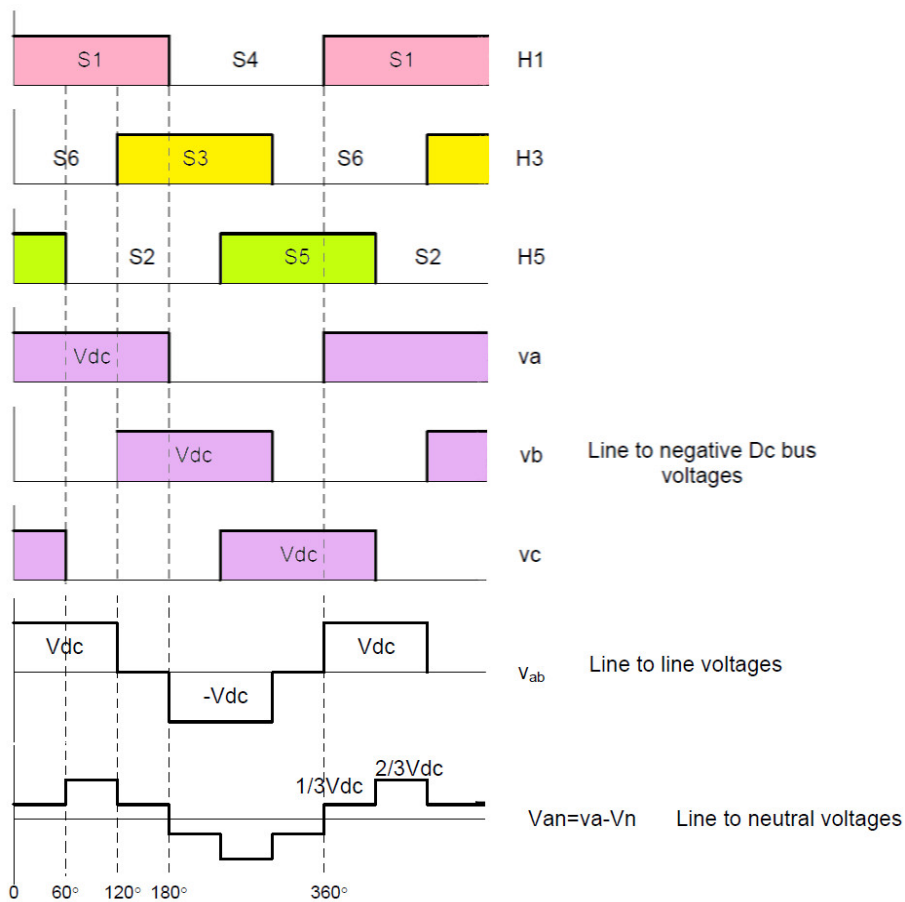 S1 S4 S1 H1
S6 S3 S6 H3
S2 S5 S2 H5
Vdc va
Vdc vb Line to negative Dc bus
voltages
Vdc vc
Vdc -Vdc Vdc vab Line to line voltages
1/3Vdc 2/3Vdc
Van=va-Vn Line to neutral voltages
0 60° 120° 180° 360°